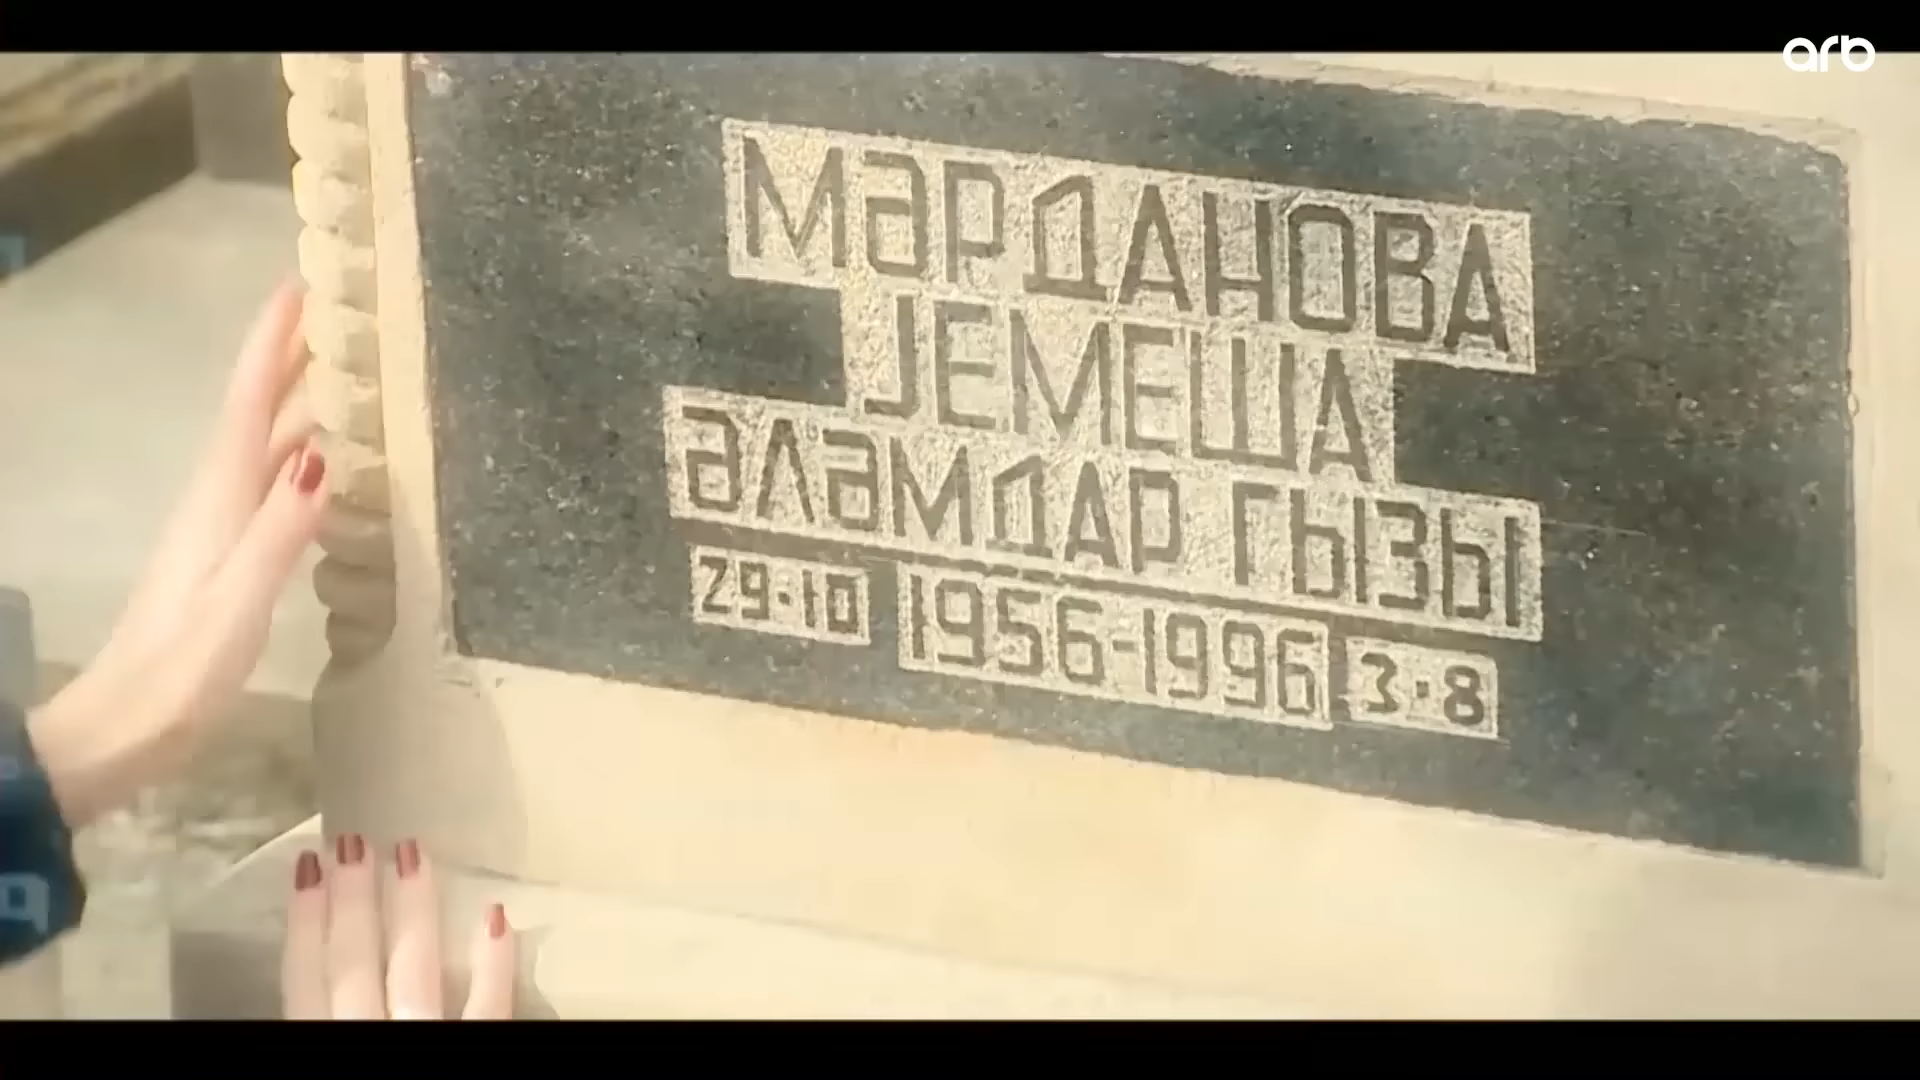 arb
МӘРДАНОВА
ЈЕМЕША
ӘЛӘМДАР ГЫЗЫ
29·10 1956-1996 3·8